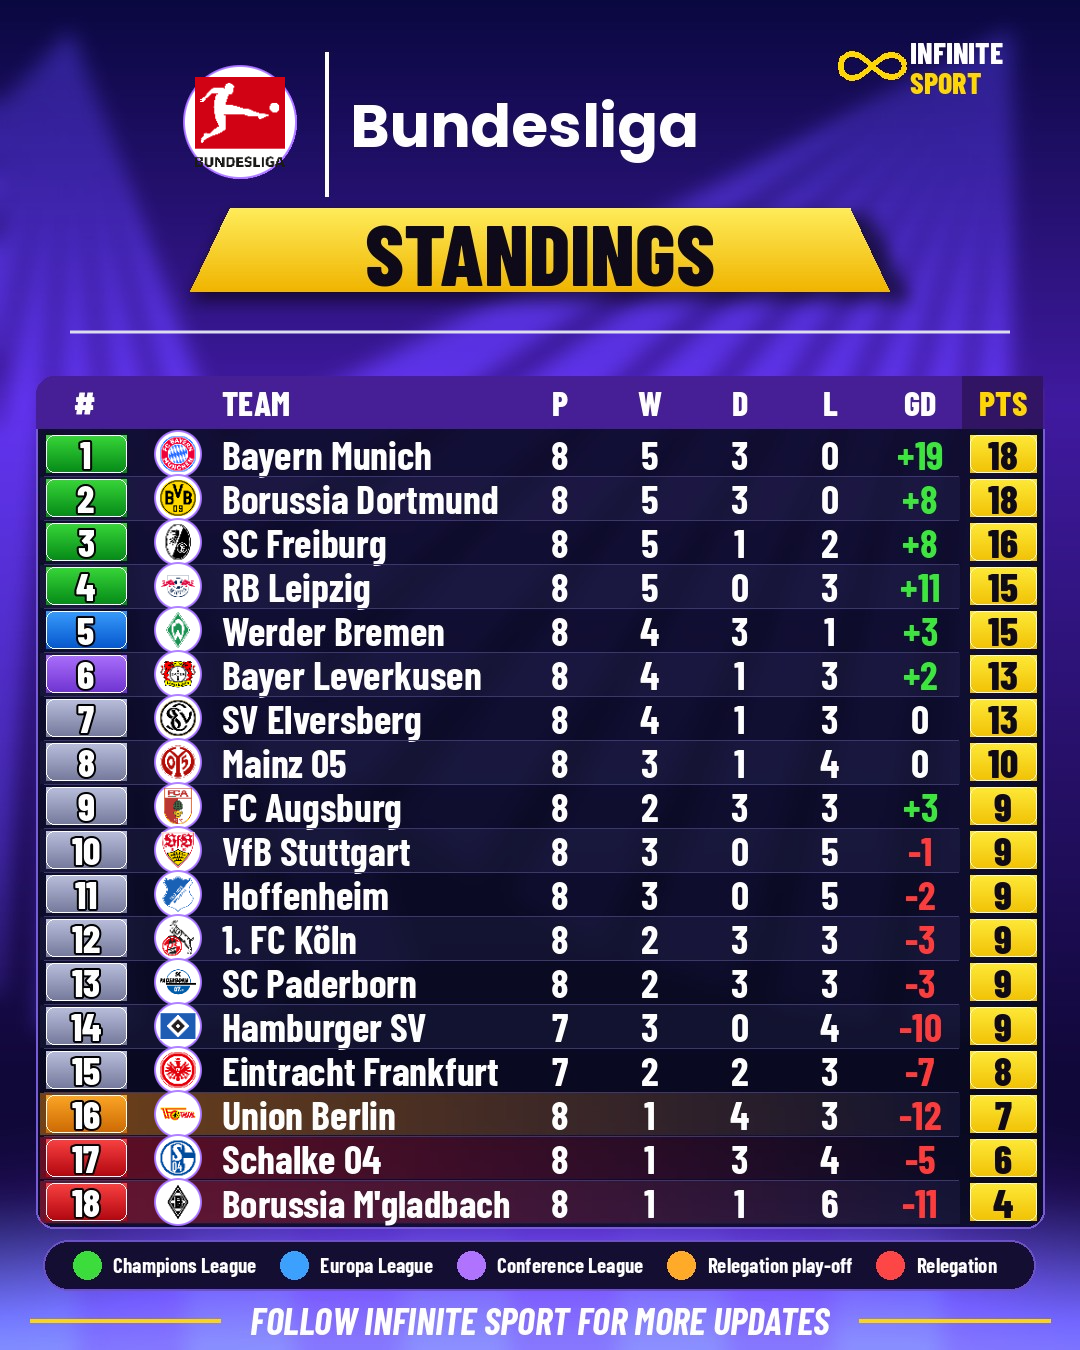 INFINITE
SPORT
BUNDESLIGA
Bundesliga
STANDINGS
# TEAM P W D L GD PTS
1 Bayern Munich 8 5 3 0 +19 18
2 Borussia Dortmund 8 5 3 0 +8 18
3 SC Freiburg 8 5 1 2 +8 16
4 RB Leipzig 8 5 0 3 +11 15
5 Werder Bremen 8 4 3 1 +3 15
6 Bayer Leverkusen 8 4 1 3 +2 13
7 SV Elversberg 8 4 1 3 0 13
8 Mainz 05 8 3 1 4 0 10
9 FC Augsburg 8 2 3 3 +3 9
10 VfB Stuttgart 8 3 0 5 -1 9
11 Hoffenheim 8 3 0 5 -2 9
12 1. FC Köln 8 2 3 3 -3 9
13 SC Paderborn 8 2 3 3 -3 9
14 Hamburger SV 7 3 0 4 -10 9
15 Eintracht Frankfurt 7 2 2 3 -7 8
16 Union Berlin 8 1 4 3 -12 7
17 Schalke 04 8 1 3 4 -5 6
18 Borussia M'gladbach 8 1 1 6 -11 4
Champions League Europa League Conference League Relegation play-off Relegation
FOLLOW INFINITE SPORT FOR MORE UPDATES